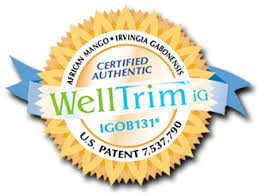 AFRICAN MANGO • IRVINGIA GABONENSIS
CERTIFIED
AUTHENTIC
WellTrim iG
IGOB131®
U.S. PATENT 7,537,790